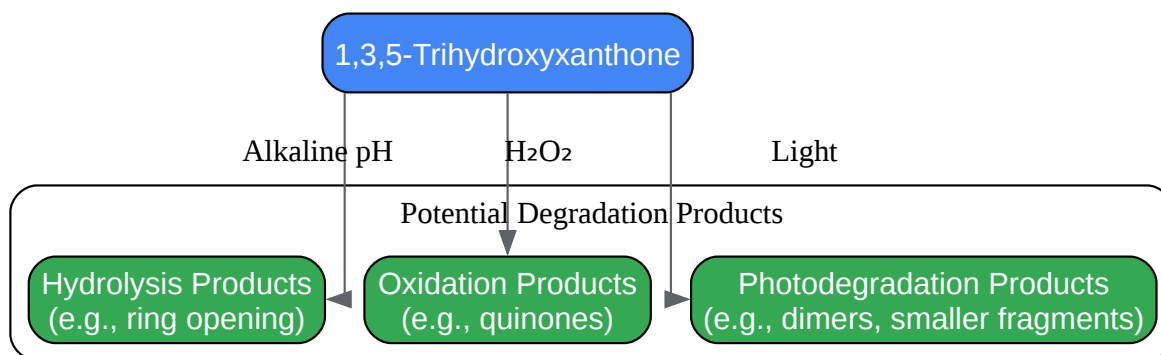 1,3,5-Trihydroxyxanthone
Alkaline pH
H₂O₂
Light
Potential Degradation Products
Hydrolysis Products
(e.g., ring opening)
Oxidation Products
(e.g., quinones)
Photodegradation Products
(e.g., dimers, smaller fragments)